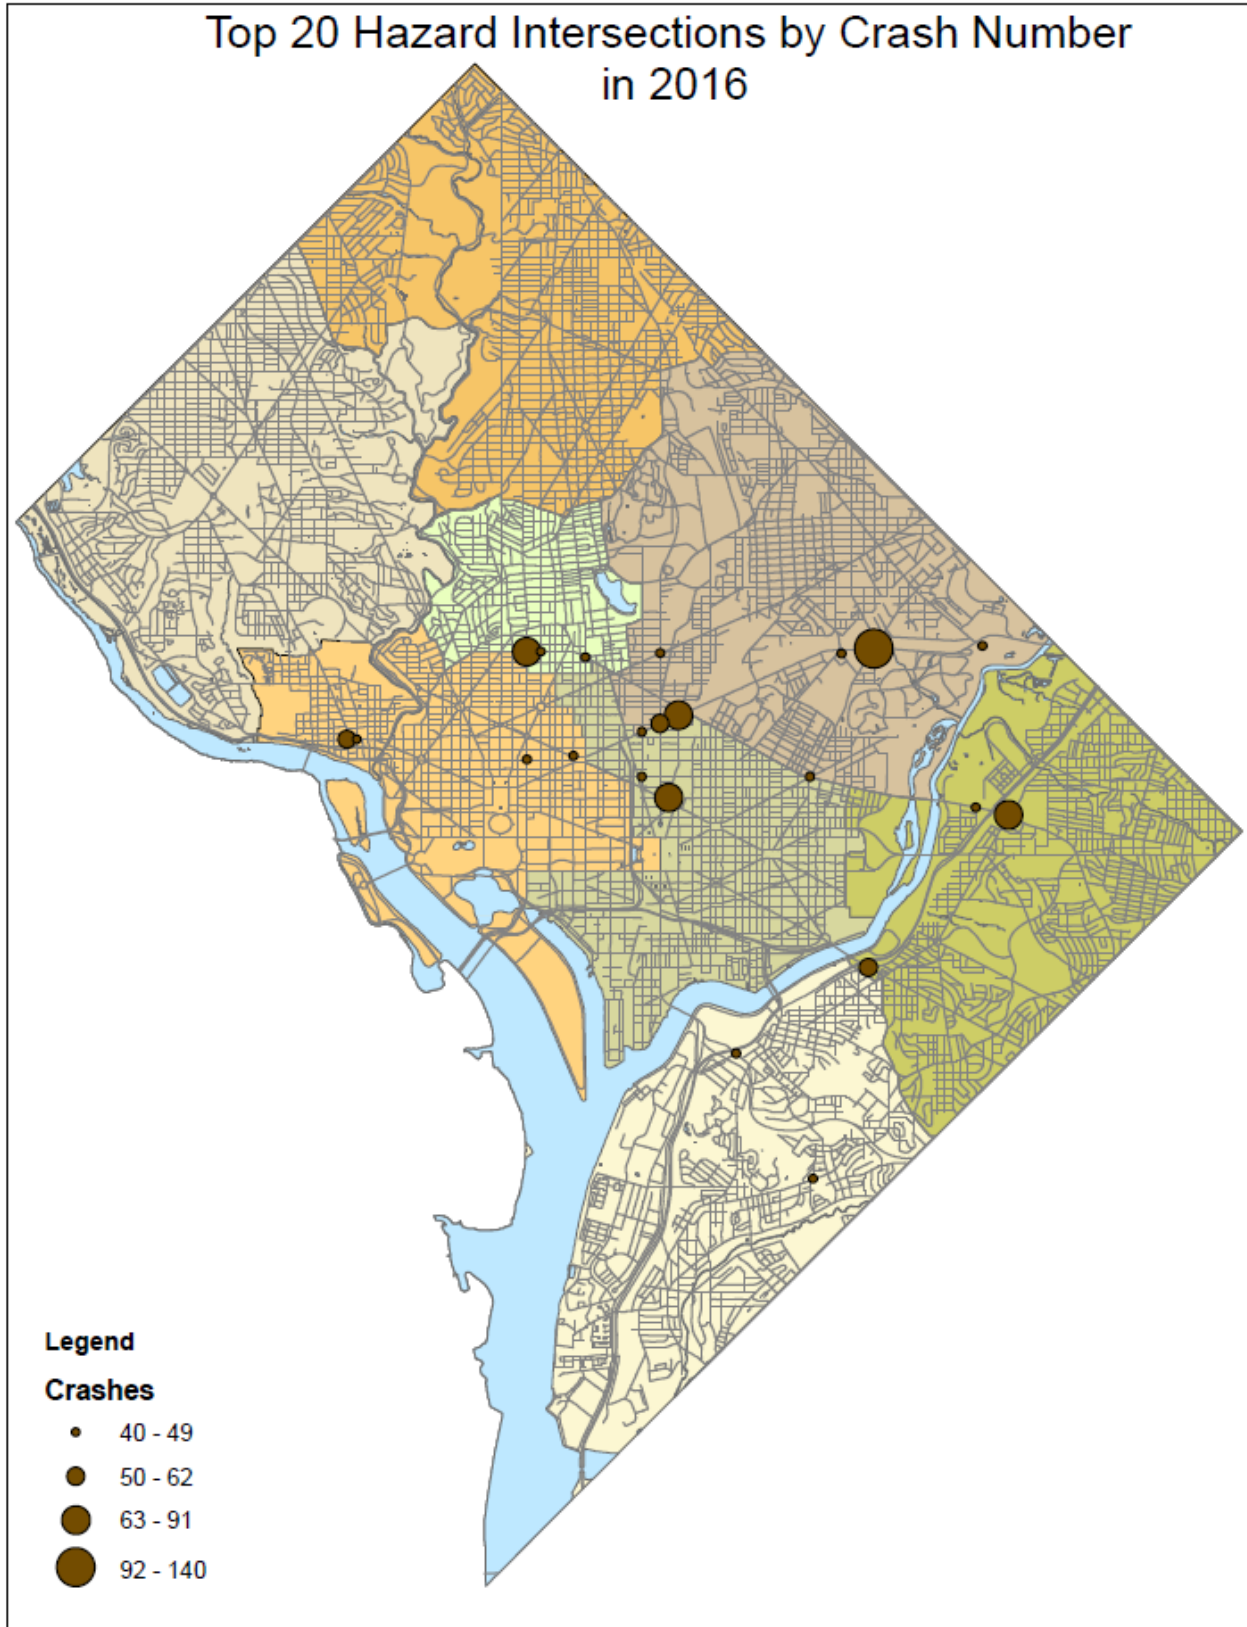 Top 20 Hazard Intersections by Crash Number
in 2016
Legend
Crashes
40 - 49
50 - 62
63 - 91
92 - 140